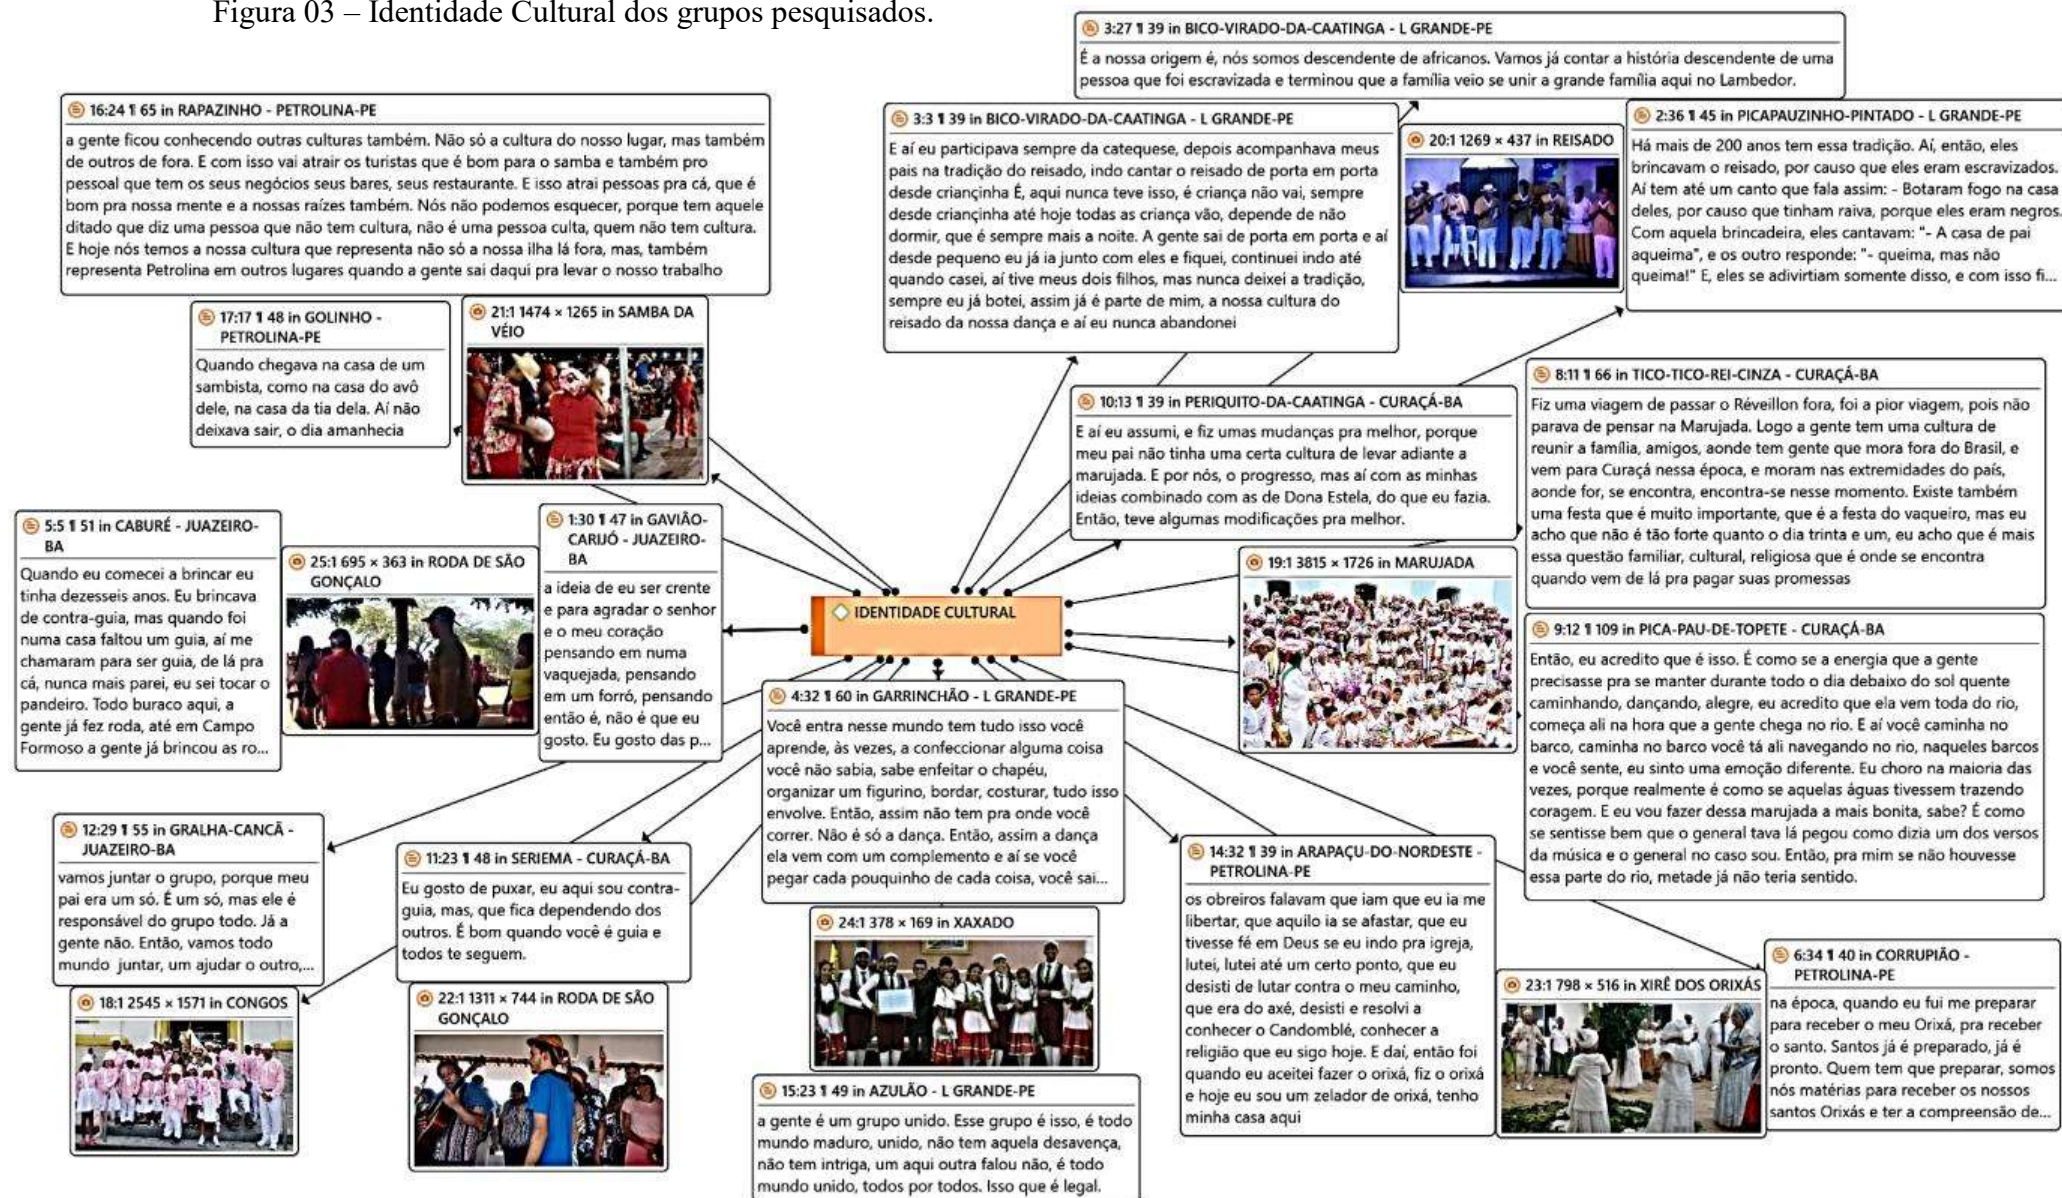 Figura 03 – Identidade Cultural dos grupos pesquisados.
3:27 ¶ 39 in BICO-VIRADO-DA-CAATINGA - L GRANDE-PE
É a nossa origem é, nós somos descendente de africanos. Vamos já contar a história descendente de uma
pessoa que foi escravizada e terminou que a família veio se unir a grande família aqui no Lambedor.
16:24 ¶ 65 in RAPAZINHO - PETROLINA-PE
a gente ficou conhecendo outras culturas também. Não só a cultura do nosso lugar, mas também
de outros de fora. E com isso vai atrair os turistas que é bom para o samba e também pro
pessoal que tem os seus negócios seus bares, seus restaurante. E isso atrai pessoas pra cá, que é
bom pra nossa mente e a nossas raízes também. Nós não podemos esquecer, porque tem aquele
ditado que diz uma pessoa que não tem cultura, não é uma pessoa culta, quem não tem cultura.
E hoje nós temos a nossa cultura que representa não só a nossa ilha lá fora, mas, também
representa Petrolina em outros lugares quando a gente sai daqui pra levar o nosso trabalho
3:3 ¶ 39 in BICO-VIRADO-DA-CAATINGA - L GRANDE-PE
E aí eu participava sempre da catequese, depois acompanhava meus
pais na tradição do reisado, indo cantar o reisado de porta em porta
desde criançinha É, aqui nunca teve isso, é criança não vai, sempre
desde criançinha até hoje todas as criança vão, depende de não
dormir, que é sempre mais a noite. A gente sai de porta em porta e aí
desde pequeno eu já ia junto com eles e fiquei, continuei indo até
quando casei, aí tive meus dois filhos, mas nunca deixei a tradição,
sempre eu já botei, assim já é parte de mim, a nossa cultura do
reisado da nossa dança e aí eu nunca abandonei
20:1 1269 × 437 in REISADO
2:36 ¶ 45 in PICAPAUZINHO-PINTADO - L GRANDE-PE
Há mais de 200 anos tem essa tradição. Aí, então, eles
brincavam o reisado, por causo que eles eram escravizados.
Aí tem até um canto que fala assim: - Botaram fogo na casa
deles, por causo que tinham raiva, porque eles eram negros.
Com aquela brincadeira, eles cantavam: "- A casa de pai
aqueima", e os outro responde: "- queima, mas não
queima!" E, eles se adivirtiam somente disso, e com isso fi...
17:17 ¶ 48 in GOLINHO -
PETROLINA-PE
Quando chegava na casa de um
sambista, como na casa do avô
dele, na casa da tia dela. Aí não
deixava sair, o dia amanhecia
21:1 1474 × 1265 in SAMBA DA
VÉIO
10:13 ¶ 39 in PERIQUITO-DA-CAATINGA - CURAÇÁ-BA
E aí eu assumi, e fiz umas mudanças pra melhor, porque
meu pai não tinha uma certa cultura de levar adiante a
marujada. E por nós, o progresso, mas aí com as minhas
ideias combinado com as de Dona Estela, do que eu fazia.
Então, teve algumas modificações pra melhor.
8:11 ¶ 66 in TICO-TICO-REI-CINZA - CURAÇÁ-BA
Fiz uma viagem de passar o Réveillon fora, foi a pior viagem, pois não
parava de pensar na Marujada. Logo a gente tem uma cultura de
reunir a família, amigos, aonde tem gente que mora fora do Brasil, e
vem para Curaçá nessa época, e moram nas extremidades do país,
aonde for, se encontra, encontra-se nesse momento. Existe também
uma festa que é muito importante, que é a festa do vaqueiro, mas eu
acho que não é tão forte quanto o dia trinta e um, eu acho que é mais
essa questão familiar, cultural, religiosa que é onde se encontra
quando vem de lá pra pagar suas promessas
5:5 ¶ 51 in CABURÉ - JUAZEIRO-
BA
Quando eu comecei a brincar eu
tinha dezesseis anos. Eu brincava
de contra-guia, mas quando foi
numa casa faltou um guia, aí me
chamaram para ser guia, de lá pra
cá, nunca mais parei, eu sei tocar o
pandeiro. Todo buraco aqui, a
gente já fez roda, até em Campo
Formoso a gente já brincou as ro...
25:1 695 × 363 in RODA DE SÃO
GONÇALO
1:30 ¶ 47 in GAVIÃO-
CARIJÓ - JUAZEIRO-
BA
a ideia de eu ser crente
e para agradar o senhor
e o meu coração
pensando em numa
vaquejada, pensando
em um forró, pensando
então é, não é que eu
gosto. Eu gosto das p...
IDENTIDADE CULTURAL
19:1 3815 × 1726 in MARUJADA
9:12 ¶ 109 in PICA-PAU-DE-TOPETE - CURAÇÁ-BA
Então, eu acredito que é isso. É como se a energia que a gente
precisasse pra se manter durante todo o dia debaixo do sol quente
caminhando, dançando, alegre, eu acredito que ela vem toda do rio,
começa ali na hora que a gente chega no rio. E aí você caminha no
barco, caminha no barco você tá ali navegando no rio, naqueles barcos
e você sente, eu sinto uma emoção diferente. Eu choro na maioria das
vezes, porque realmente é como se aquelas águas tivessem trazendo
coragem. E eu vou fazer dessa marujada a mais bonita, sabe? É como
se sentisse bem que o general tava lá pegou como dizia um dos versos
da música e o general no caso sou. Então, pra mim se não houvesse
essa parte do rio, metade já não teria sentido.
4:32 ¶ 60 in GARRINCHÃO - L GRANDE-PE
Você entra nesse mundo tem tudo isso você
aprende, às vezes, a confeccionar alguma coisa
você não sabia, sabe enfeitar o chapéu,
organizar um figurino, bordar, costurar, tudo isso
envolve. Então, assim não tem pra onde você
correr. Não é só a dança. Então, assim a dança
ela vem com um complemento e aí se você
pegar cada pouquinho de cada coisa, você sai...
12:29 ¶ 55 in GRALHA-CANCÃ -
JUAZEIRO-BA
vamos juntar o grupo, porque meu
pai era um só. É um só, mas ele é
responsável do grupo todo. Já a
gente não. Então, vamos todo
mundo juntar, um ajudar o outro,...
11:23 ¶ 48 in SERIEMA - CURAÇÁ-BA
Eu gosto de puxar, eu aqui sou contra-
guia, mas, que fica dependendo dos
outros. É bom quando você é guia e
todos te seguem.
14:32 ¶ 39 in ARAPAÇU-DO-NORDESTE -
PETROLINA-PE
os obreiros falavam que iam que eu ia me
libertar, que aquilo ia se afastar, que eu
tivesse fé em Deus se eu indo pra igreja,
lutei, lutei até um certo ponto, que eu
desisti de lutar contra o meu caminho,
que era do axé, desisti e resolvi a
conhecer o Candomblé, conhecer a
religião que eu sigo hoje. E daí, então foi
quando eu aceitei fazer o orixá, fiz o orixá
e hoje eu sou um zelador de orixá, tenho
minha casa aqui
24:1 378 × 169 in XAXADO
18:1 2545 × 1571 in CONGOS
22:1 1311 × 744 in RODA DE SÃO
GONÇALO
23:1 798 × 516 in XIRÊ DOS ORIXÁS
6:34 ¶ 40 in CORRUPIÃO -
PETROLINA-PE
na época, quando eu fui me preparar
para receber o meu Orixá, pra receber
o santo. Santos já é preparado, já é
pronto. Quem tem que preparar, somos
nós matérias para receber os nossos
santos Orixás e ter a compreensão de...
15:23 ¶ 49 in AZULÃO - L GRANDE-PE
a gente é um grupo unido. Esse grupo é isso, é todo
mundo maduro, unido, não tem aquela desavença,
não tem intriga, um aqui outra falou não, é todo
mundo unido, todos por todos. Isso que é legal.